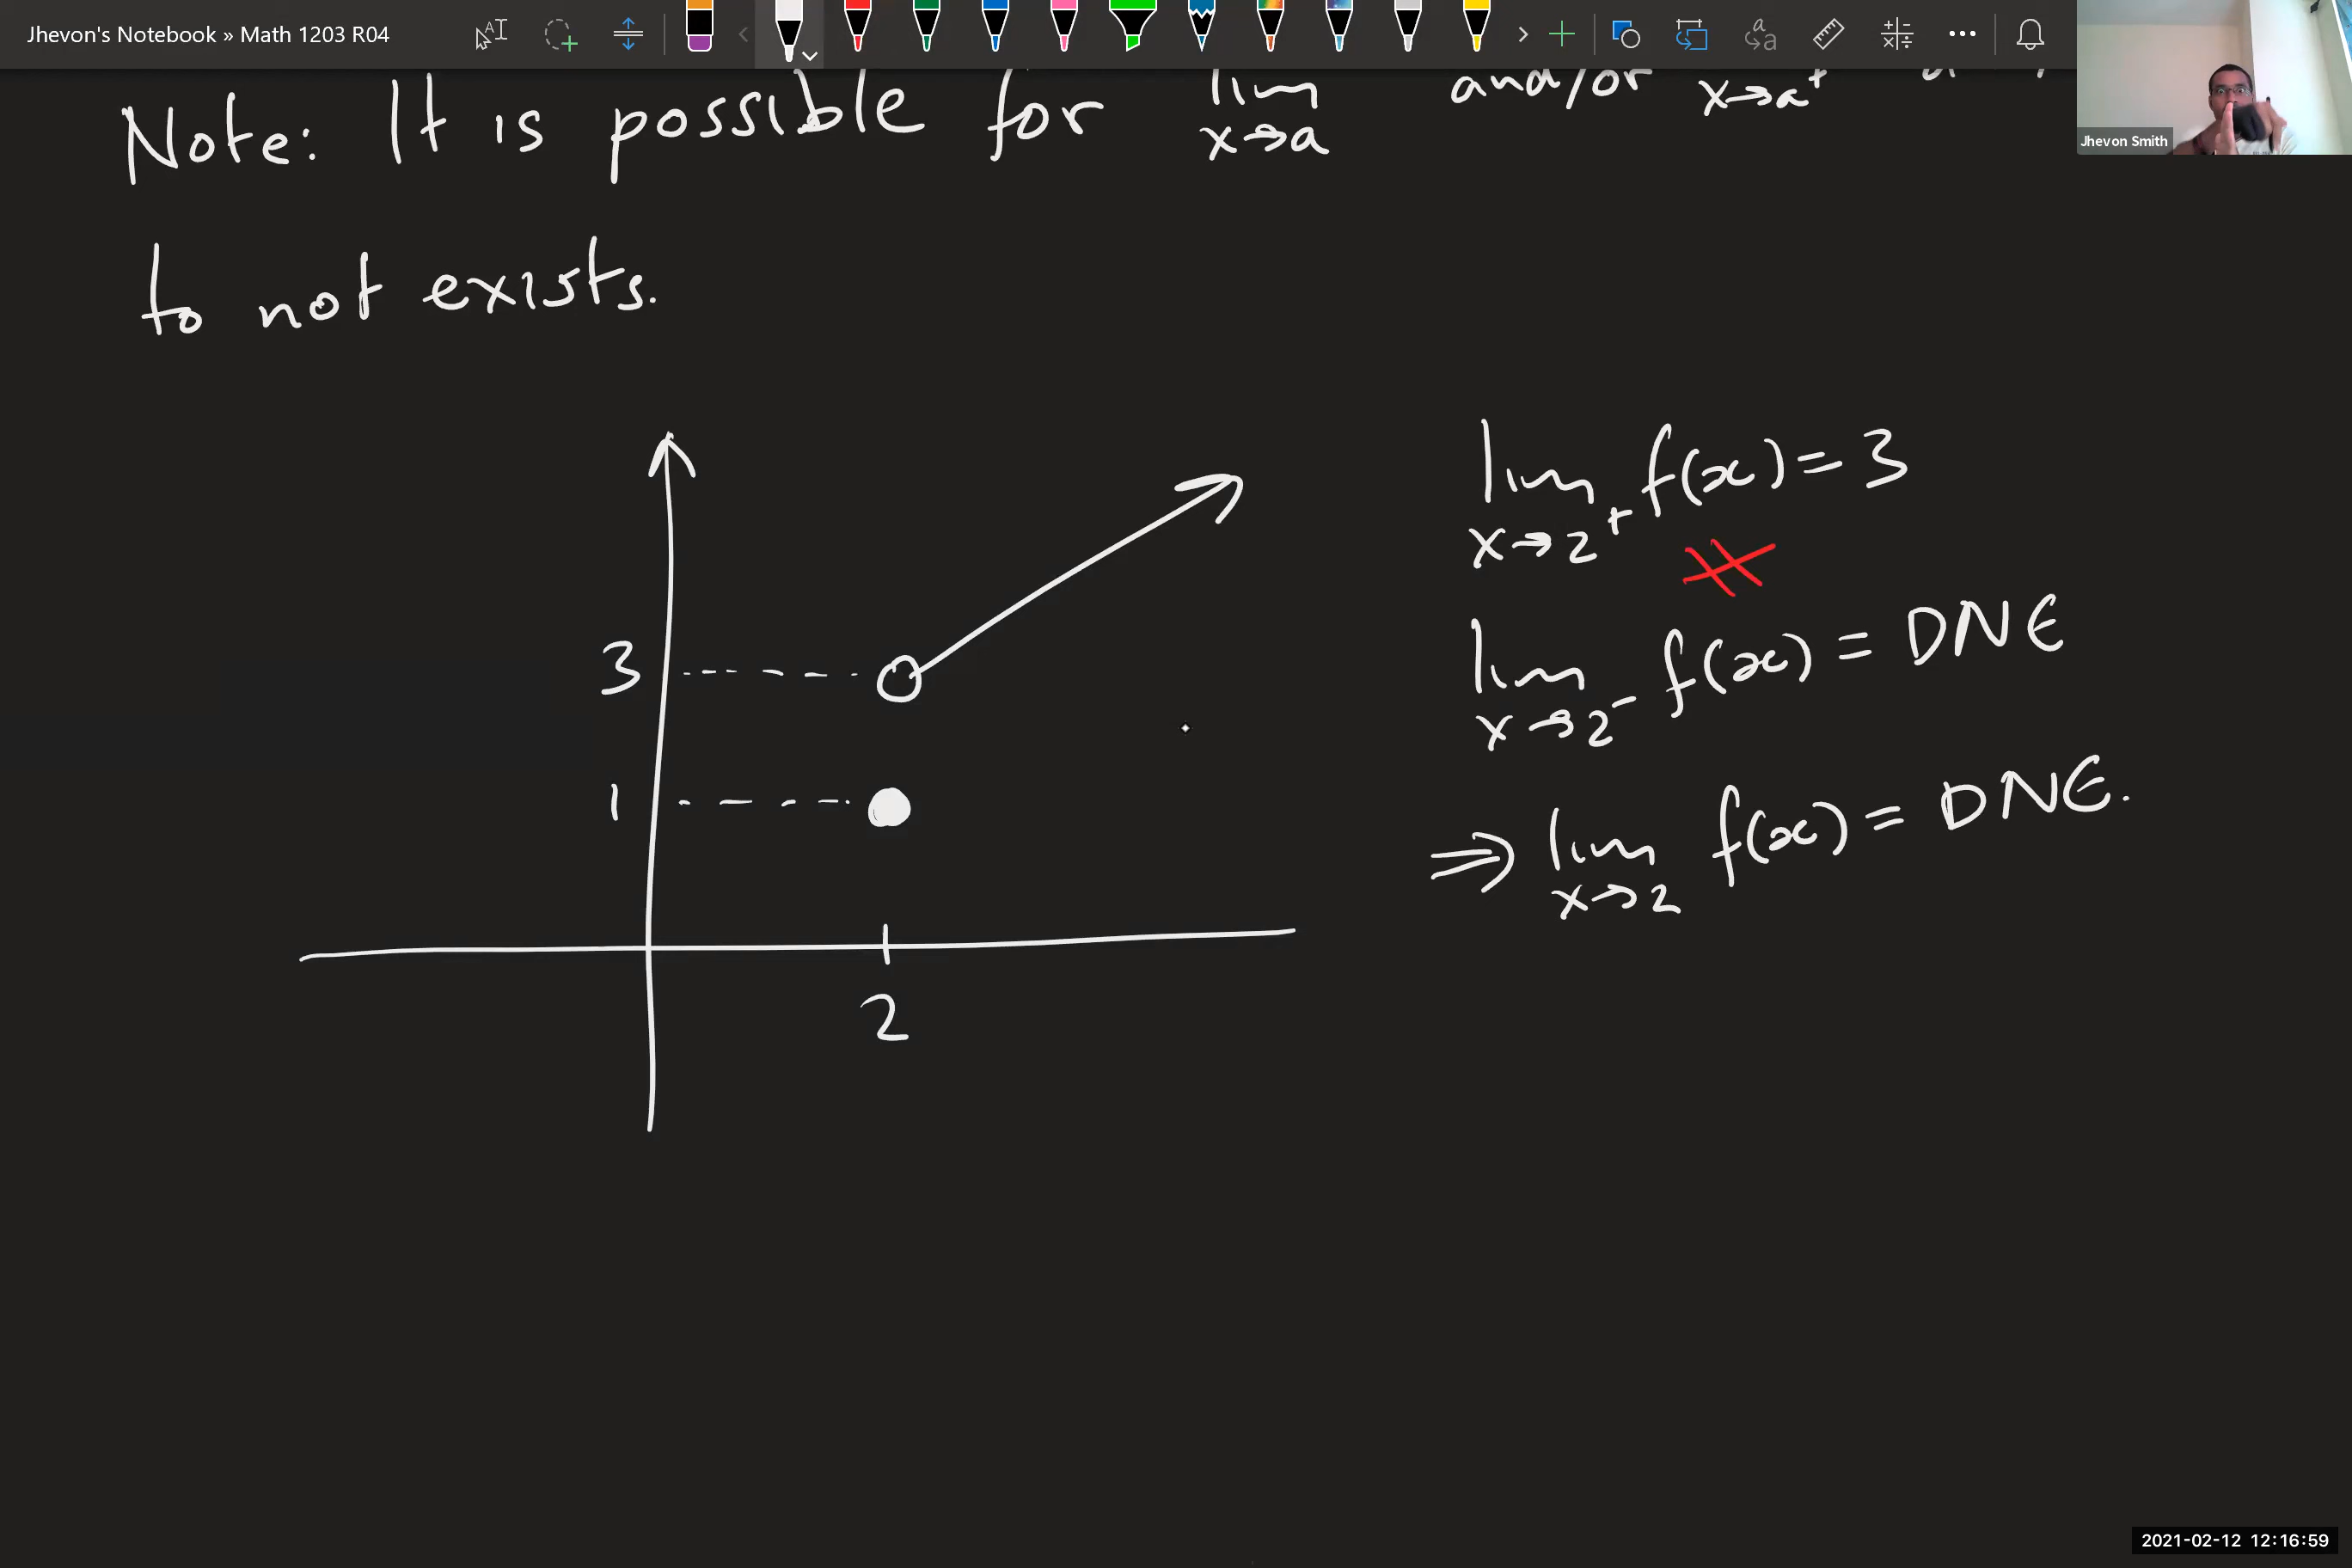 Jhevon's Notebook » Math 1203 R04
Jhevon Smith
Note: It is possible for lim x→a and/or x→a⁺
to not exists.
lim x→2⁺ f(x) = 3
lim x→2⁻ f(x) = DNE
⇒ lim x→2 f(x) = DNE.
3
1
2
2021-02-12 12:16:59